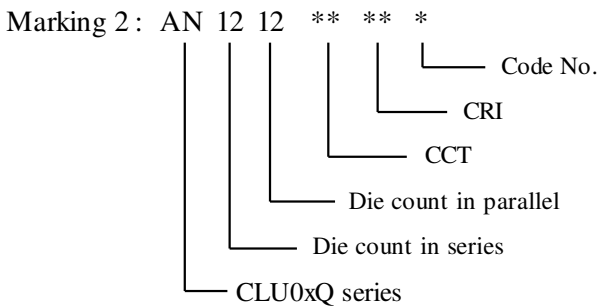 Marking 2 : AN 12 12 ** ** *
Code No.
CRI
CCT
Die count in parallel
Die count in series
CLU0xQ series